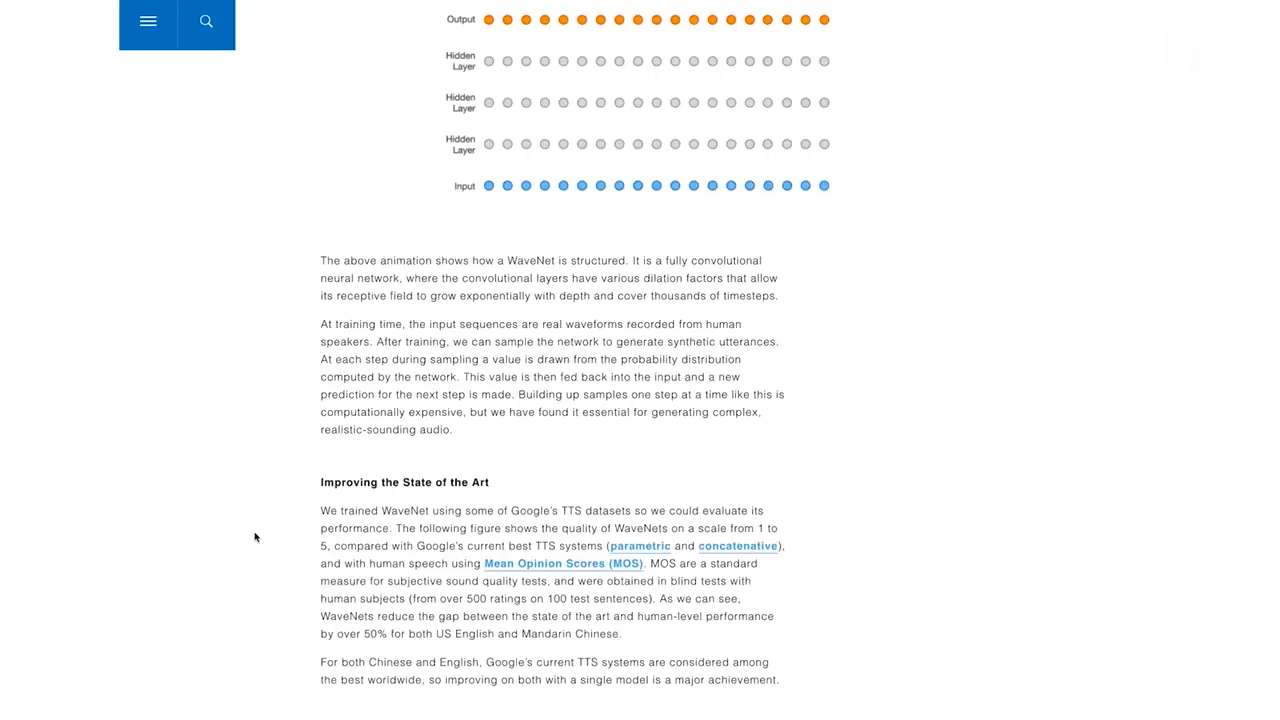 Output
Hidden
Layer
Hidden
Layer
Hidden
Layer
Input
The above animation shows how a WaveNet is structured. It is a fully convolutional
neural network, where the convolutional layers have various dilation factors that allow
its receptive field to grow exponentially with depth and cover thousands of timesteps.
At training time, the input sequences are real waveforms recorded from human
speakers. After training, we can sample the network to generate synthetic utterances.
At each step during sampling a value is drawn from the probability distribution
computed by the network. This value is then fed back into the input and a new
prediction for the next step is made. Building up samples one step at a time like this is
computationally expensive, but we have found it essential for generating complex,
realistic-sounding audio.
Improving the State of the Art
We trained WaveNet using some of Google's TTS datasets so we could evaluate its
performance. The following figure shows the quality of WaveNets on a scale from 1 to
5, compared with Google's current best TTS systems (parametric and concatenative),
and with human speech using Mean Opinion Scores (MOS). MOS are a standard
measure for subjective sound quality tests, and were obtained in blind tests with
human subjects (from over 500 ratings on 100 test sentences). As we can see,
WaveNets reduce the gap between the state of the art and human-level performance
by over 50% for both US English and Mandarin Chinese.
For both Chinese and English, Google's current TTS systems are considered among
the best worldwide, so improving on both with a single model is a major achievement.